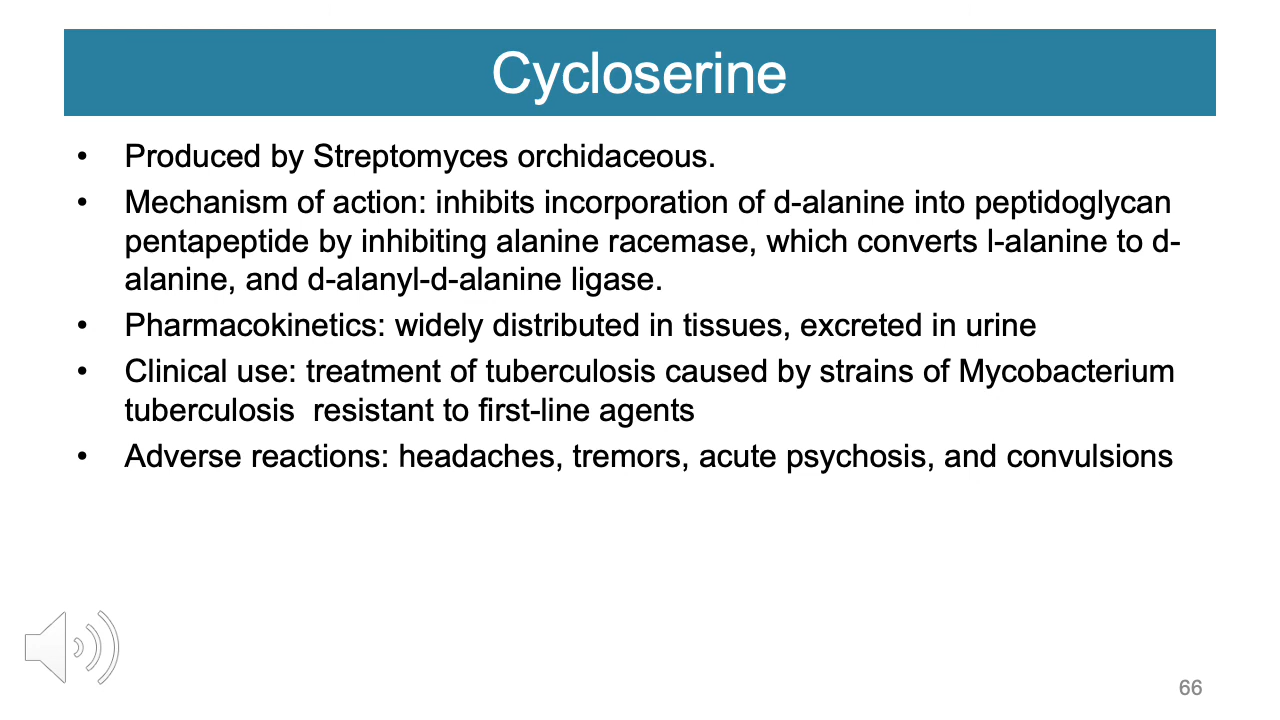 Cycloserine
• Produced by Streptomyces orchidaceous.
• Mechanism of action: inhibits incorporation of d-alanine into peptidoglycan
pentapeptide by inhibiting alanine racemase, which converts l-alanine to d-
alanine, and d-alanyl-d-alanine ligase.
• Pharmacokinetics: widely distributed in tissues, excreted in urine
• Clinical use: treatment of tuberculosis caused by strains of Mycobacterium
tuberculosis  resistant to first-line agents
• Adverse reactions: headaches, tremors, acute psychosis, and convulsions
66